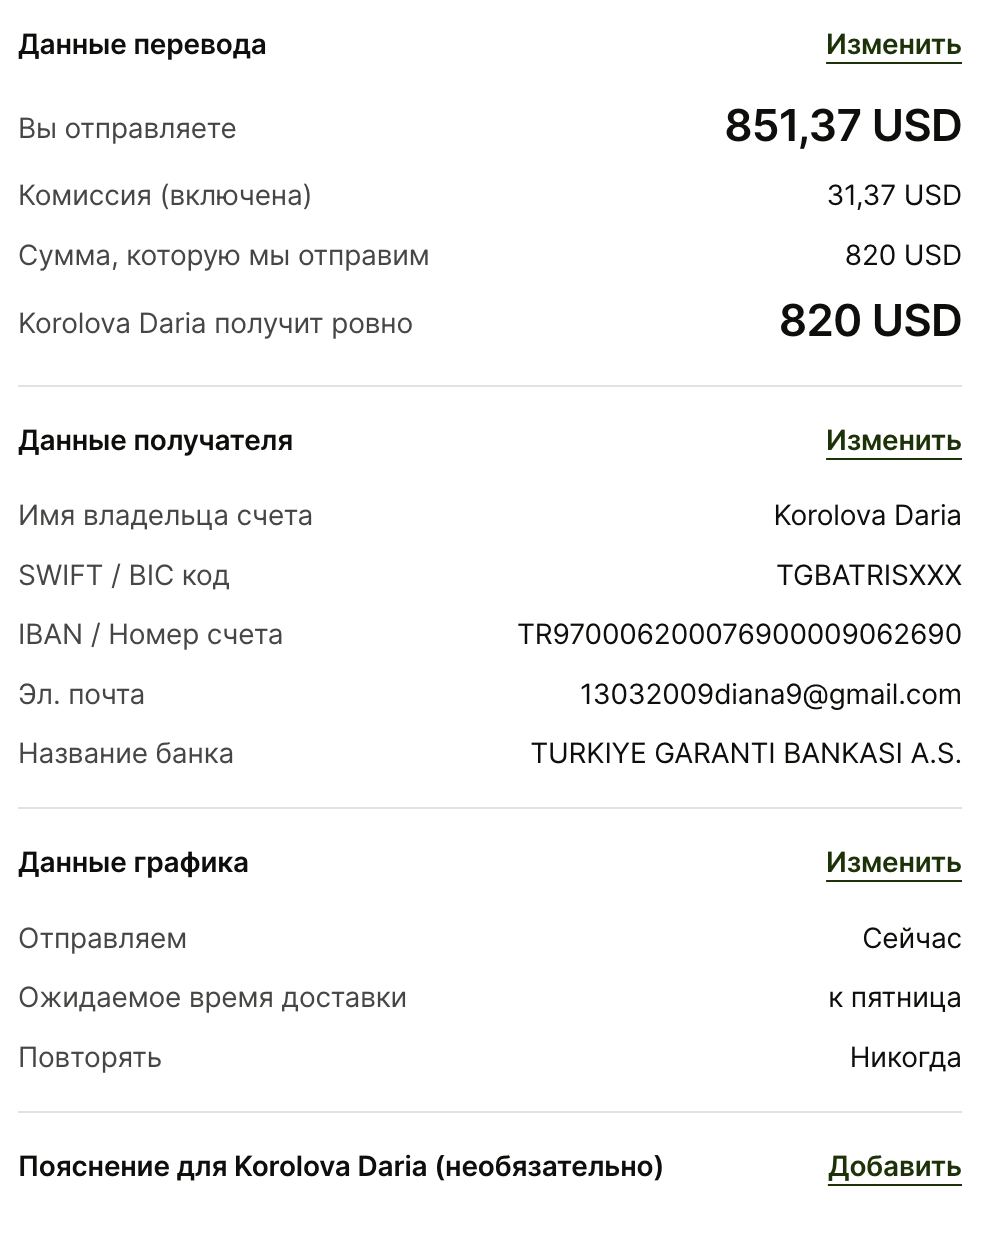 Данные перевода Изменить
Вы отправляете 851,37 USD
Комиссия (включена) 31,37 USD
Сумма, которую мы отправим 820 USD
Korolova Daria получит ровно 820 USD
Данные получателя Изменить
Имя владельца счета Korolova Daria
SWIFT / BIC код TGBATRISXXX
IBAN / Номер счета TR970006200076900009062690
Эл. почта 13032009diana9@gmail.com
Название банка TURKIYE GARANTI BANKASI A.S.
Данные графика Изменить
Отправляем Сейчас
Ожидаемое время доставки к пятница
Повторять Никогда
Пояснение для Korolova Daria (необязательно) Добавить